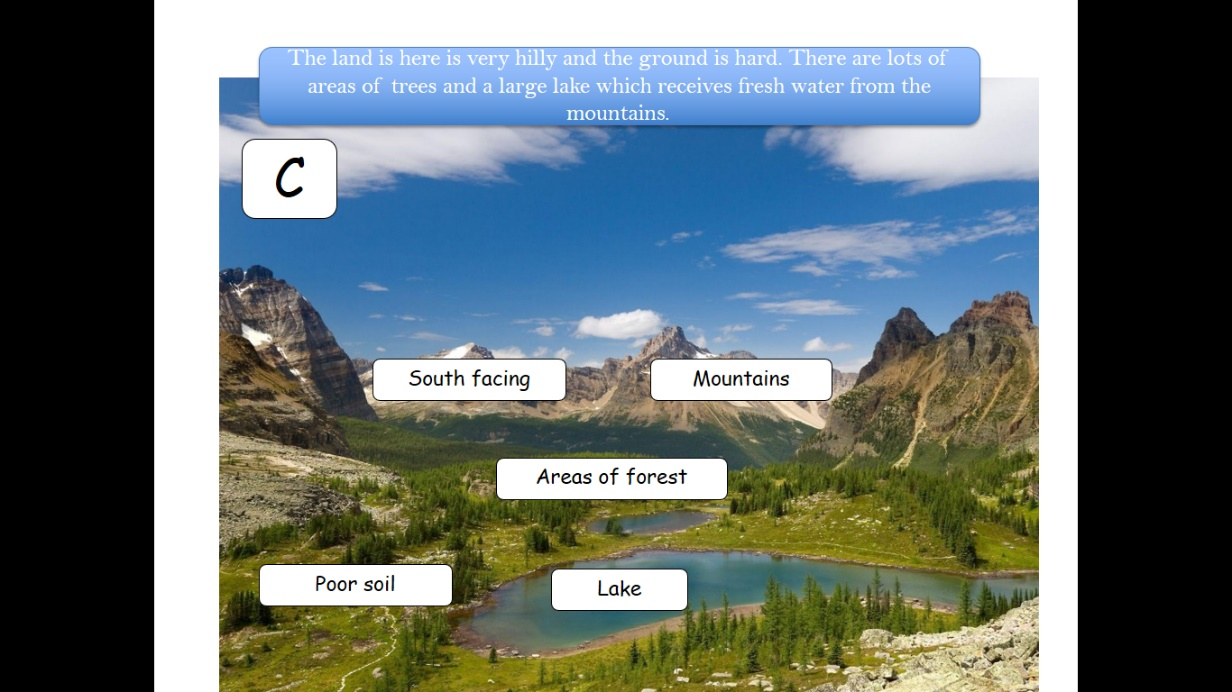 The land is here is very hilly and the ground is hard. There are lots of
areas of trees and a large lake which receives fresh water from the
mountains.
C
South facing
Mountains
Areas of forest
Poor soil
Lake